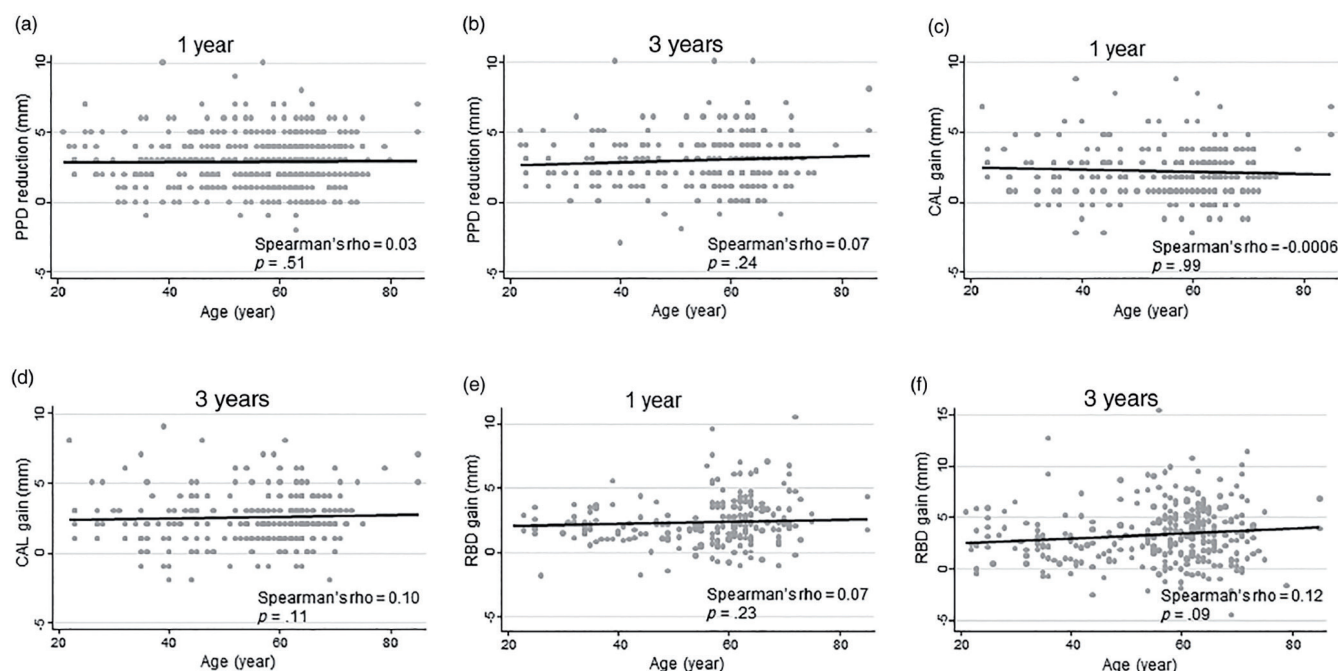 (a)
1 year
PPD reduction (mm)
10
5
0
-5
Spearman's rho = 0.03
p = .51
20 40 60 80
Age (year)
(b)
3 years
PPD reduction (mm)
10
5
0
-5
Spearman's rho = 0.07
p = .24
20 40 60 80
Age (year)
(c)
1 year
CAL gain (mm)
10
5
0
-5
Spearman's rho = -0.0006
p = .99
20 40 60 80
Age (year)
(d)
3 years
CAL gain (mm)
10
5
0
-5
Spearman's rho = 0.10
p = .11
20 40 60 80
Age (year)
(e)
1 year
RBD gain (mm)
10
5
0
-5
Spearman's rho = 0.07
p = .23
20 40 60 80
Age (year)
(f)
3 years
RBD gain (mm)
15
10
5
0
-5
Spearman's rho = 0.12
p = .09
20 40 60 80
Age (year)